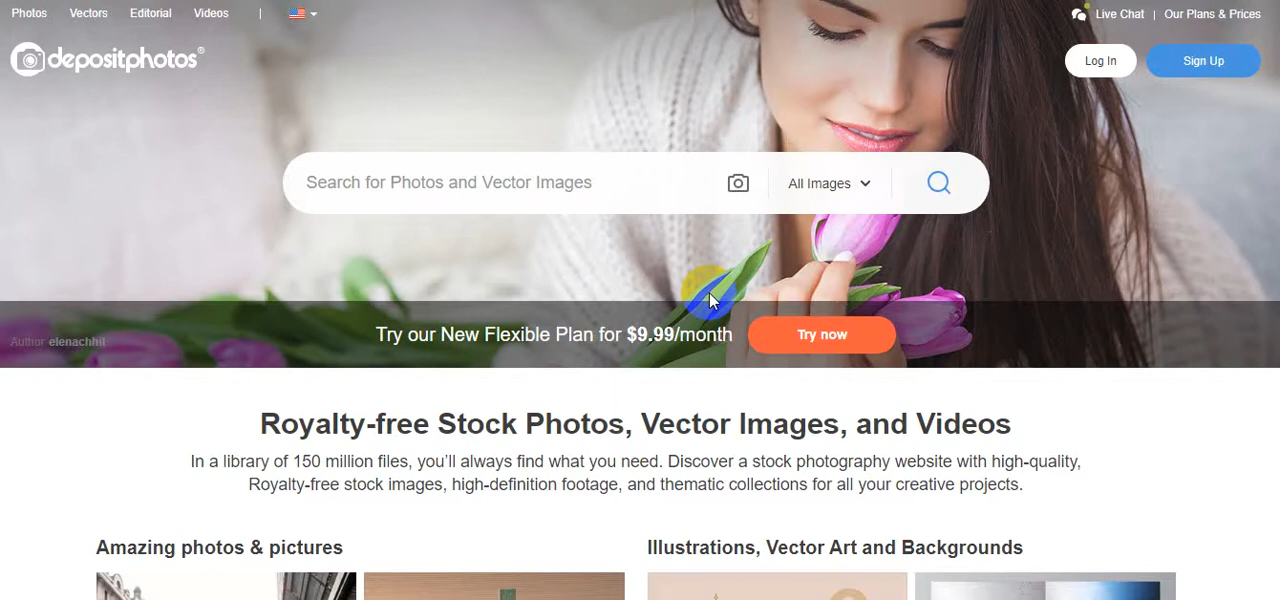 Photos Vectors Editorial Videos |
Live Chat | Our Plans & Prices
depositphotos®
Log In Sign Up
Search for Photos and Vector Images All Images
Try our New Flexible Plan for $9.99/month Try now
Author elenachhil
Royalty-free Stock Photos, Vector Images, and Videos
In a library of 150 million files, you’ll always find what you need. Discover a stock photography website with high-quality,
Royalty-free stock images, high-definition footage, and thematic collections for all your creative projects.
Amazing photos & pictures
Illustrations, Vector Art and Backgrounds